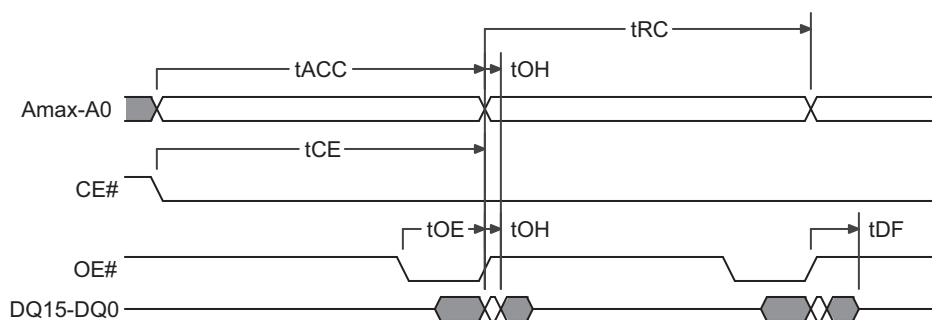 tRC
tACC
tOH
Amax-A0
tCE
CE#
tOE
tOH
tDF
OE#
DQ15-DQ0